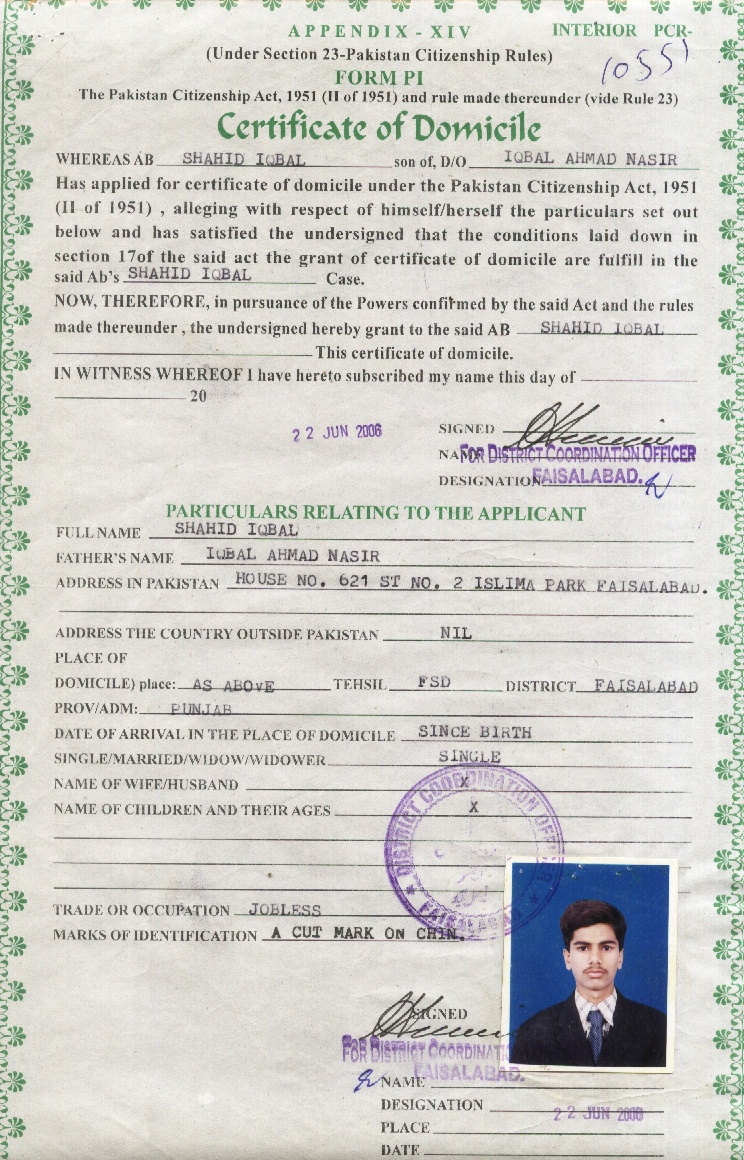 APPENDIX - XIV
INTERIOR PCR-
10551
(Under Section 23-Pakistan Citizenship Rules)
FORM PI
The Pakistan Citizenship Act, 1951 (II of 1951) and rule made thereunder (vide Rule 23)
Certificate of Domicile
WHEREAS AB SHAHID IQBAL son of, D/O IQBAL AHMAD NASIR
Has applied for certificate of domicile under the Pakistan Citizenship Act, 1951
(II of 1951) , alleging with respect of himself/herself the particulars set out
below and has satisfied the undersigned that the conditions laid down in
section 17of the said act the grant of certificate of domicile are fulfill in the
said Ab's SHAHID IQBAL Case.
NOW, THEREFORE, in pursuance of the Powers confirmed by the said Act and the rules
made thereunder , the undersigned hereby grant to the said AB SHAHID IQBAL
This certificate of domicile.
IN WITNESS WHEREOF I have hereto subscribed my name this day of
20
22 JUN 2006
SIGNED
NAME FOR DISTRICT COORDINATION OFFICER
DESIGNATION FAISALABAD.
PARTICULARS RELATING TO THE APPLICANT
FULL NAME SHAHID IQBAL
FATHER'S NAME IQBAL AHMAD NASIR
ADDRESS IN PAKISTAN HOUSE NO. 621 ST NO. 2 ISLIMA PARK FAISALABAD.
ADDRESS THE COUNTRY OUTSIDE PAKISTAN NIL
PLACE OF
DOMICILE) place: AS ABOVE TEHSIL FSD DISTRICT FAISALABAD
PROV/ADM: PUNJAB
DATE OF ARRIVAL IN THE PLACE OF DOMICILE SINCE BIRTH
SINGLE/MARRIED/WIDOW/WIDOWER SINGLE
NAME OF WIFE/HUSBAND X
NAME OF CHILDREN AND THEIR AGES X
DISTRICT COORDINATION OFFICER
FAISALABAD
TRADE OR OCCUPATION JOBLESS
MARKS OF IDENTIFICATION A CUT MARK ON CHIN.
SIGNED
FOR DISTRICT COORDINAT
FAISALABAD.
NAME
DESIGNATION
22 JUN 2006
PLACE
DATE